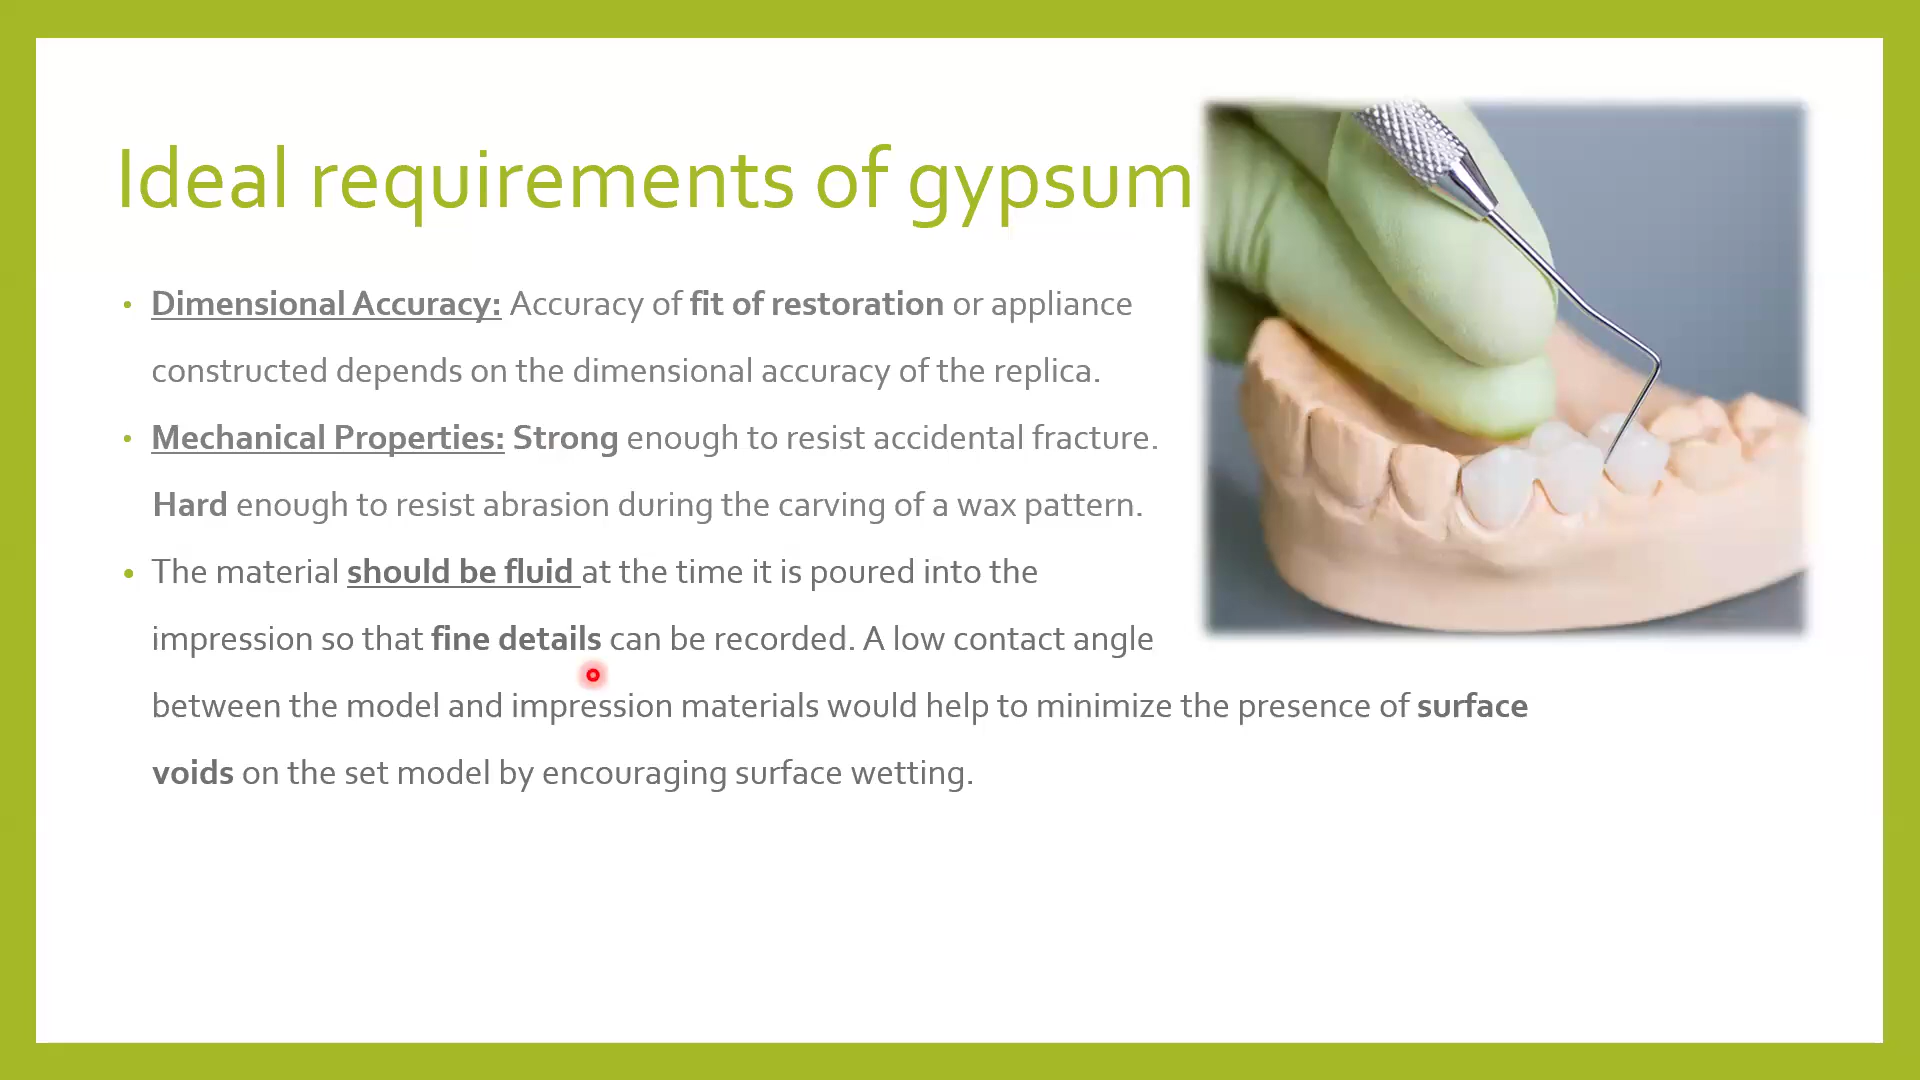 Ideal requirements of gypsum
• Dimensional Accuracy: Accuracy of fit of restoration or appliance
constructed depends on the dimensional accuracy of the replica.
• Mechanical Properties: Strong enough to resist accidental fracture.
Hard enough to resist abrasion during the carving of a wax pattern.
• The material should be fluid at the time it is poured into the
impression so that fine details can be recorded. A low contact angle
between the model and impression materials would help to minimize the presence of surface
voids on the set model by encouraging surface wetting.